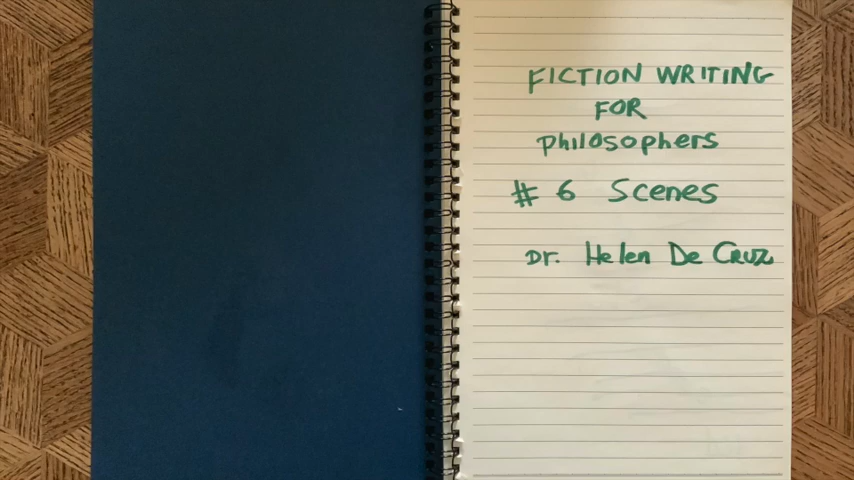 FICTION WRITING
FOR
philosophers
# 6 Scenes
Dr. Helen De CRUZ